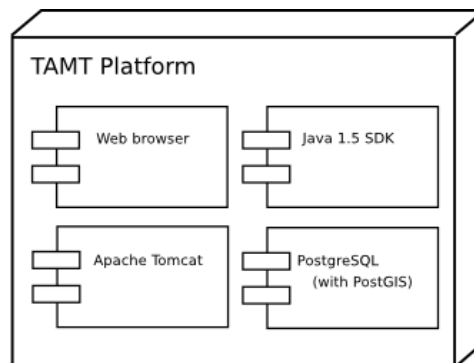 TAMT Platform
Web browser
Java 1.5 SDK
Apache Tomcat
PostgreSQL
(with PostGIS)